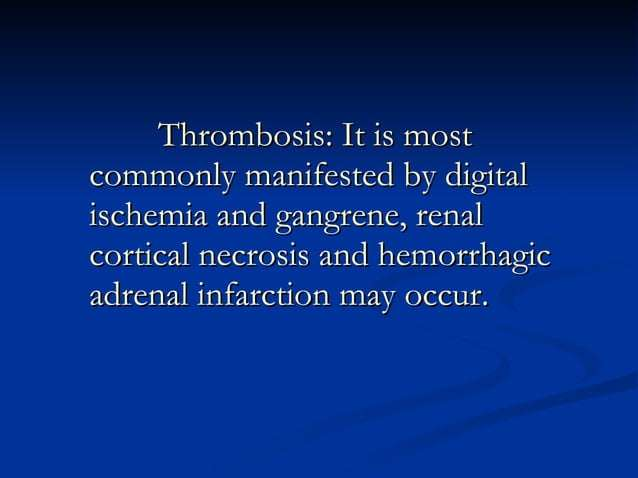 Thrombosis: It is most
commonly manifested by digital
ischemia and gangrene, renal
cortical necrosis and hemorrhagic
adrenal infarction may occur.